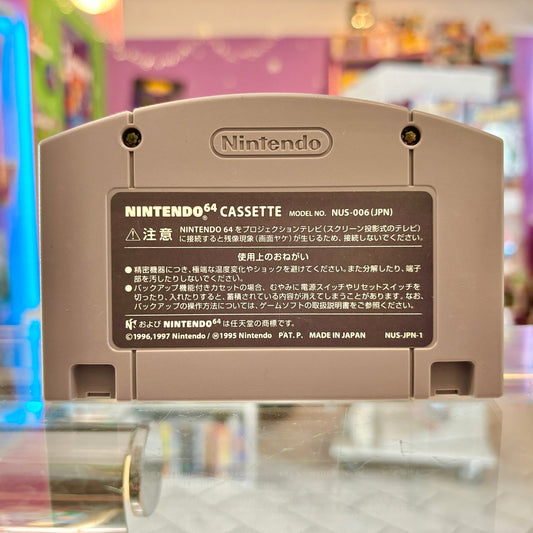 Nintendo
NINTENDO64® CASSETTE MODEL NO. NUS-006(JPN)
⚠注意 NINTENDO 64 をプロジェクションテレビ(スクリーン投影式のテレビ)
に接続すると残像現象(画面ヤケ)が生じるため、接続しないでください。
使用上のおねがい
●精密機器につき、極端な温度変化やショックを避けてください。また分解したり、端子
部を汚したりしないでください。
●バックアップ機能付きカセットの場合、むやみに電源スイッチやリセットスイッチを
切ったり、入れたりすると、蓄積されている内容が消えてしまうことがあります。なお、
バックアップの操作方法については、ゲームソフトの取扱説明書をご参照ください。
および NINTENDO64 は任天堂の商標です。
©1996,1997 Nintendo/Ⓜ1995 Nintendo PAT. P. MADE IN JAPAN NUS-JPN-1